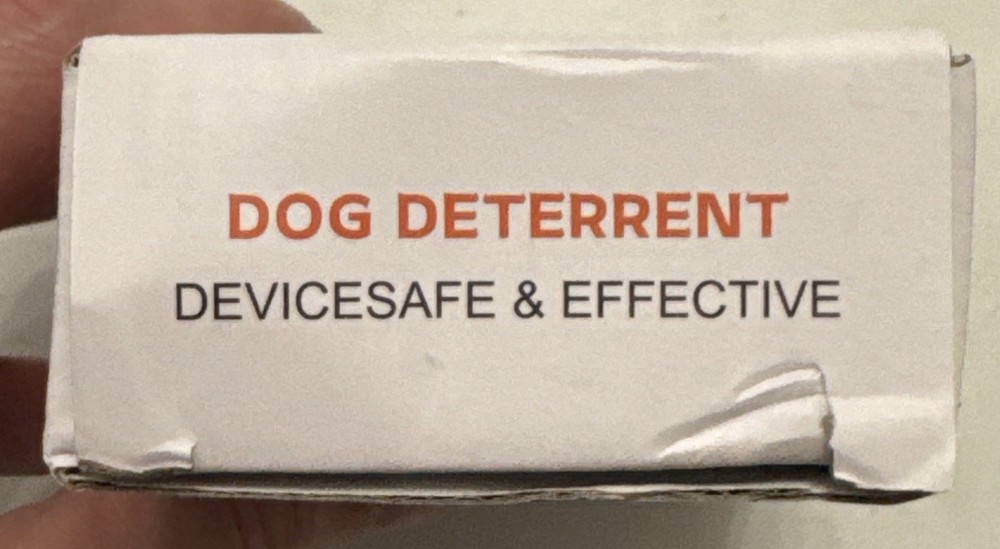 DOG DETERRENT
DEVICESAFE & EFFECTIVE